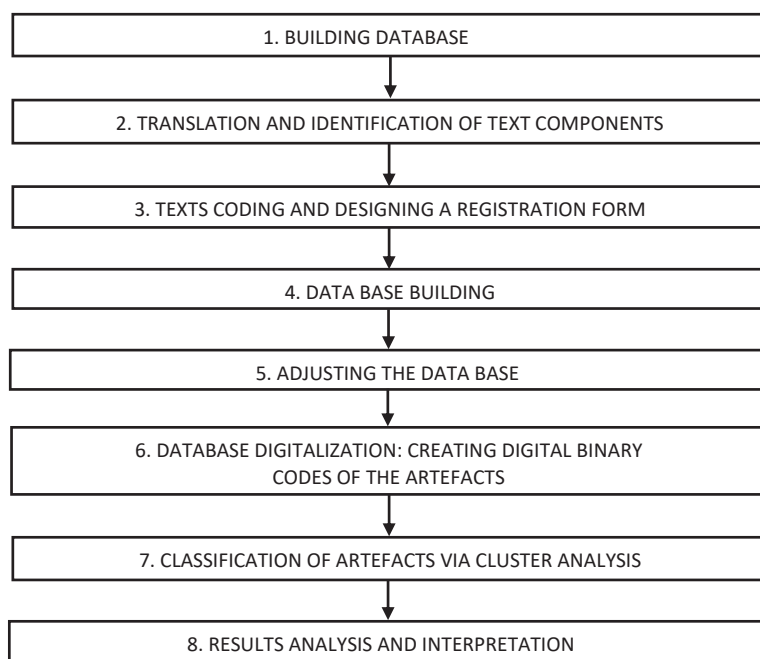 1. BUILDING DATABASE
2. TRANSLATION AND IDENTIFICATION OF TEXT COMPONENTS
3. TEXTS CODING AND DESIGNING A REGISTRATION FORM
4. DATA BASE BUILDING
5. ADJUSTING THE DATA BASE
6. DATABASE DIGITALIZATION: CREATING DIGITAL BINARY
CODES OF THE ARTEFACTS
7. CLASSIFICATION OF ARTEFACTS VIA CLUSTER ANALYSIS
8. RESULTS ANALYSIS AND INTERPRETATION